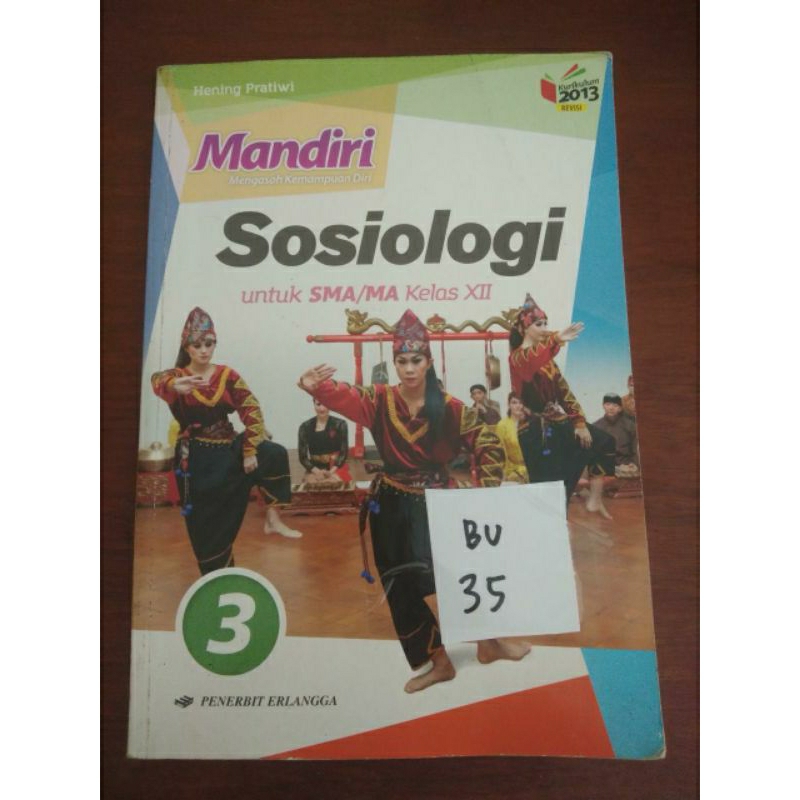 Hening Pratiwi
Kurikulum
2013
REVISI
Mandiri
Mengasah Kemampuan Diri
Sosiologi
untuk SMA/MA Kelas XII
BU
35
3
PENERBIT ERLANGGA